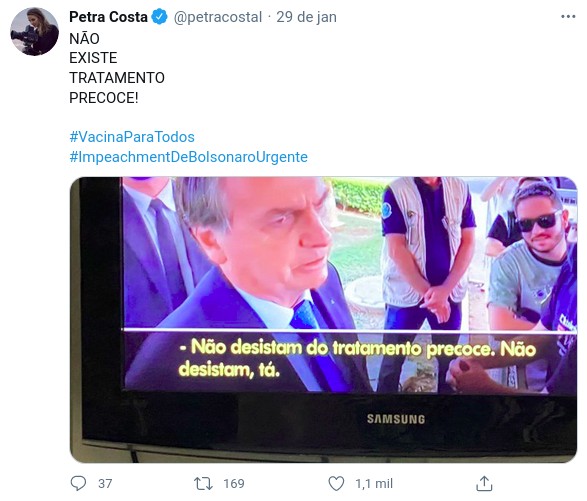 Petra Costa @petracostal · 29 de jan
NÃO
EXISTE
TRATAMENTO
PRECOCE!
#VacinaParaTodos
#ImpeachmentDeBolsonaroUrgente
- Não desistam do tratamento precoce. Não
desistam, tá.
SAMSUNG
37 169 1,1 mil